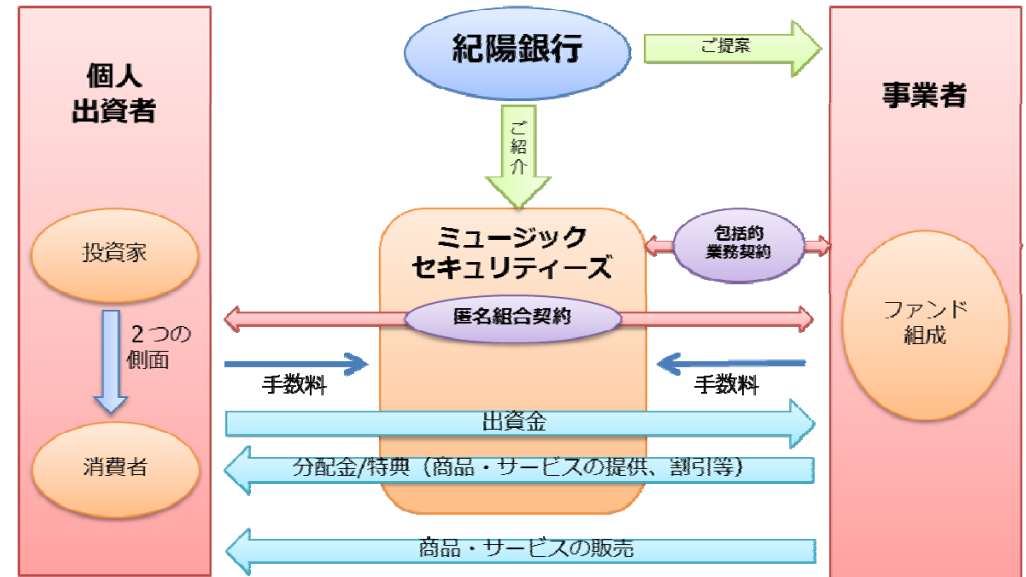 紀陽銀行
ご提案
個人
出資者
事業者
ご紹介
ミュージック
セキュリティーズ
包括的
業務契約
投資家
匿名組合契約
ファンド
組成
２つの
側面
手数料
手数料
出資金
消費者
分配金/特典（商品・サービスの提供、割引等）
商品・サービスの販売